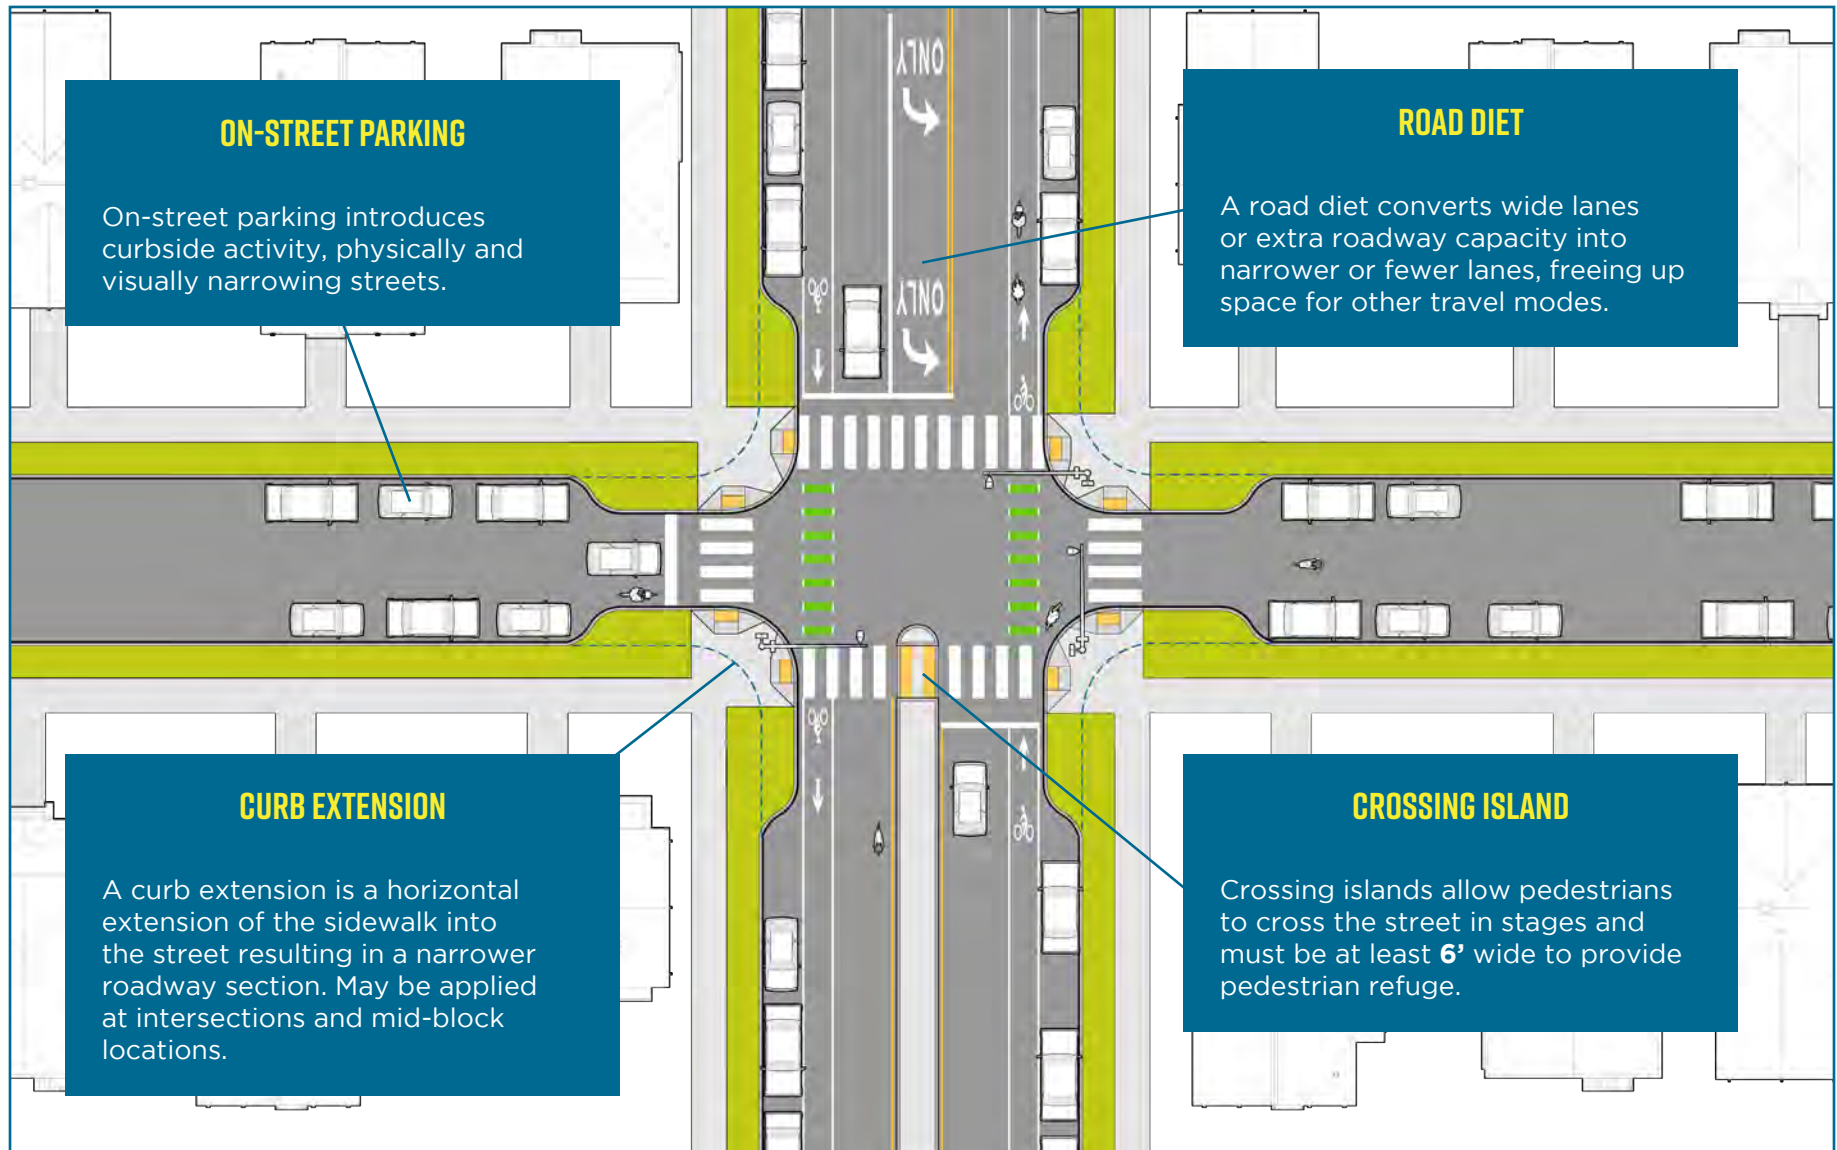 ON-STREET PARKING
On-street parking introduces
curbside activity, physically and
visually narrowing streets.
ONLY
ONLY
ROAD DIET
A road diet converts wide lanes
or extra roadway capacity into
narrower or fewer lanes, freeing up
space for other travel modes.
CURB EXTENSION
A curb extension is a horizontal
extension of the sidewalk into
the street resulting in a narrower
roadway section. May be applied
at intersections and mid-block
locations.
CROSSING ISLAND
Crossing islands allow pedestrians
to cross the street in stages and
must be at least 6’ wide to provide
pedestrian refuge.